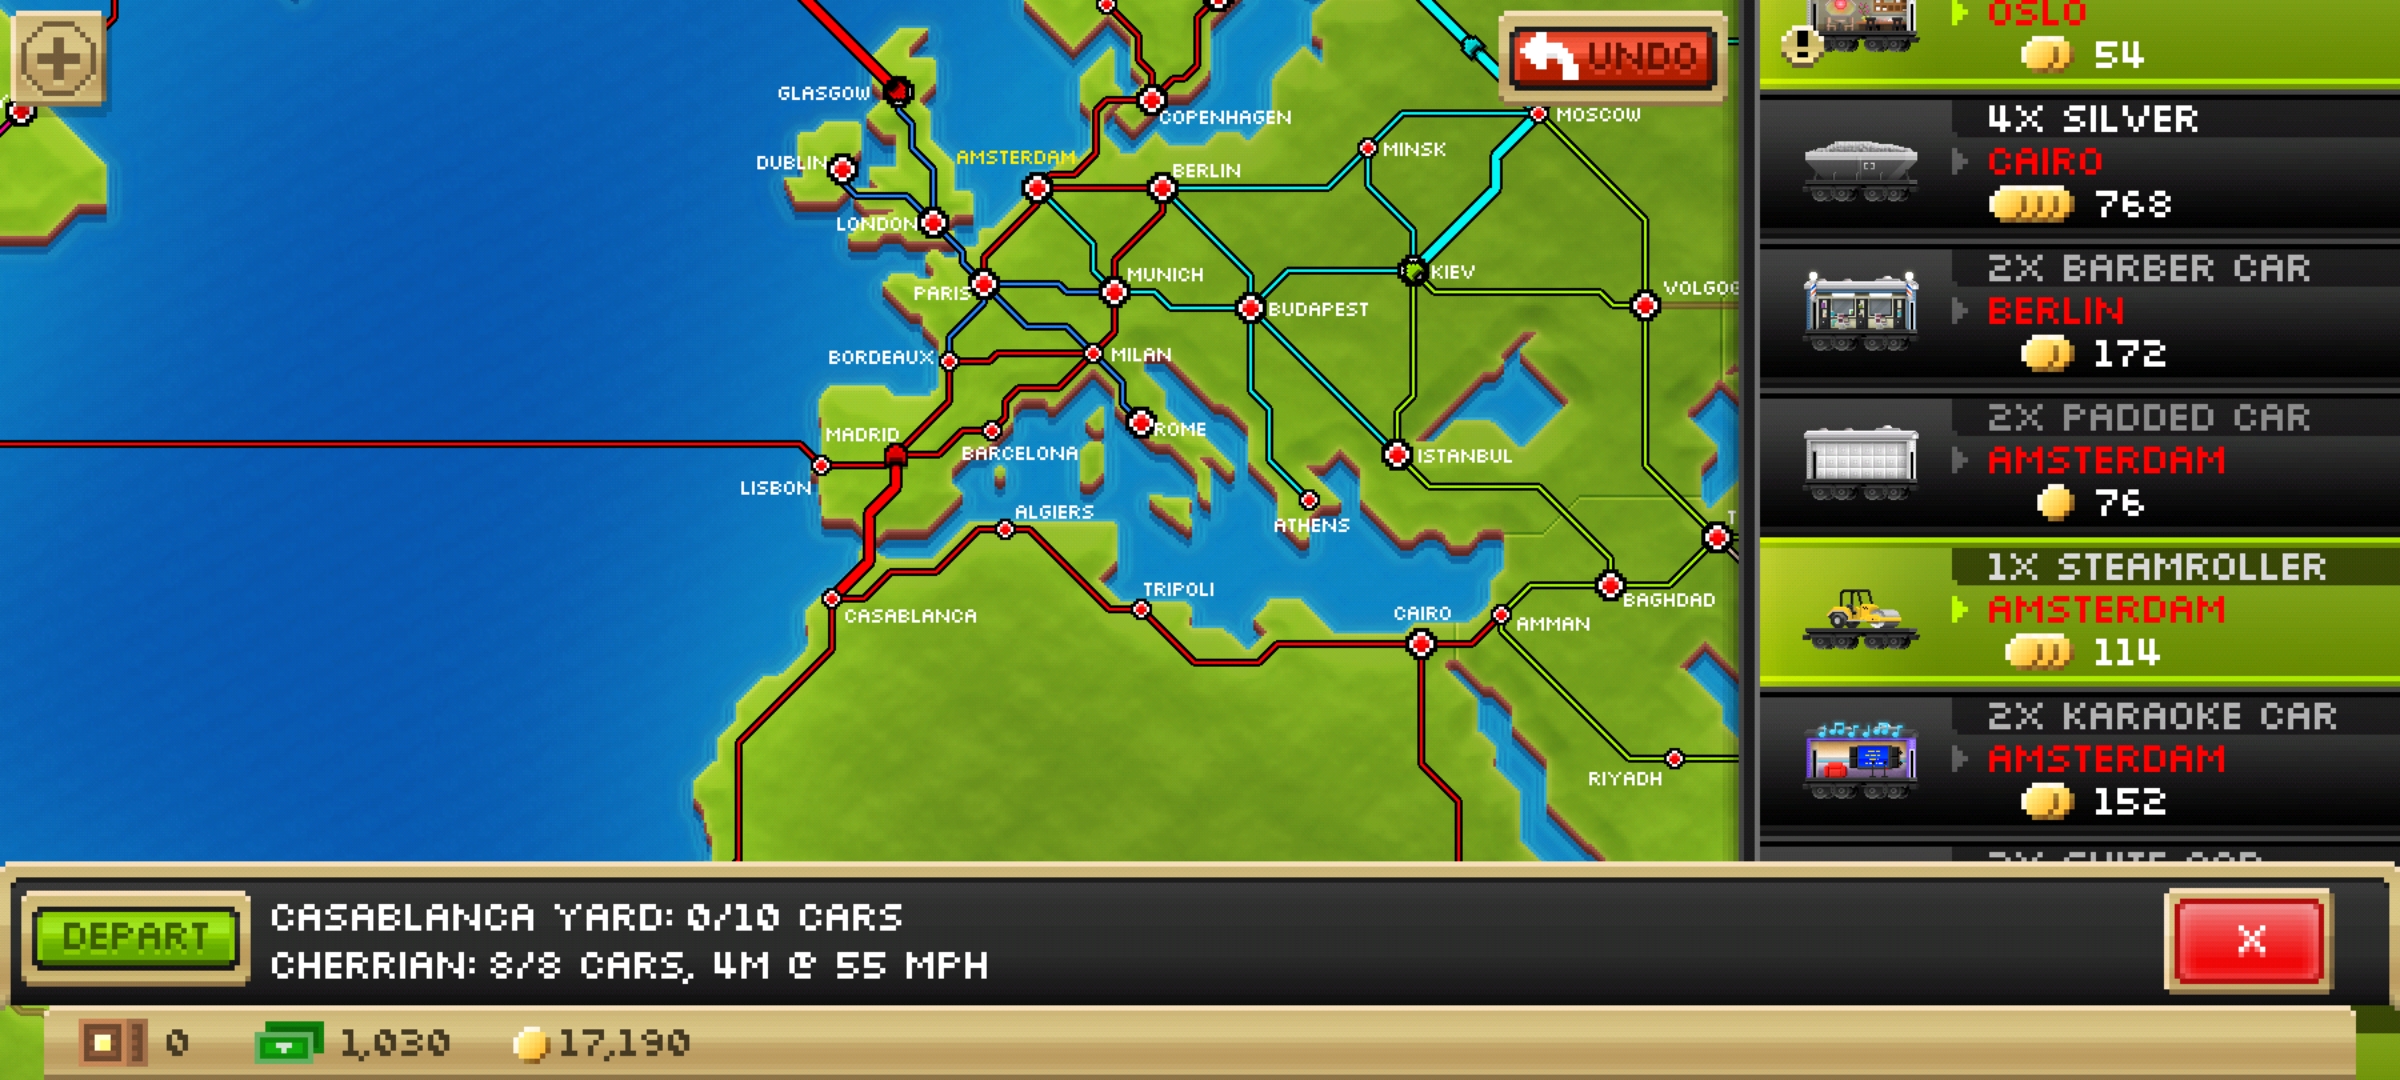 UNDO
GLASGOW
COPENHAGEN
MOSCOW
DUBLIN
AMSTERDAM
BERLIN
MINSK
LONDON
PARIS
MUNICH
BUDAPEST
KIEV
BORDEAUX
MILAN
MADRID
BARCELONA
ROME
ISTANBUL
LISBON
ALGIERS
ATHENS
TRIPOLI
CASABLANCA
CAIRO
AMMAN
BAGHDAD
RIYADH
OSLO
54
4X SILVER
CAIRO
768
2X BARBER CAR
BERLIN
172
2X PADDED CAR
AMSTERDAM
76
1X STEAMROLLER
AMSTERDAM
114
2X KARAOKE CAR
AMSTERDAM
152
DEPART
CASABLANCA YARD: 0/10 CARS
CHERRIAN: 8/8 CARS, 4M @ 55 MPH
X
0
1,030
17,190